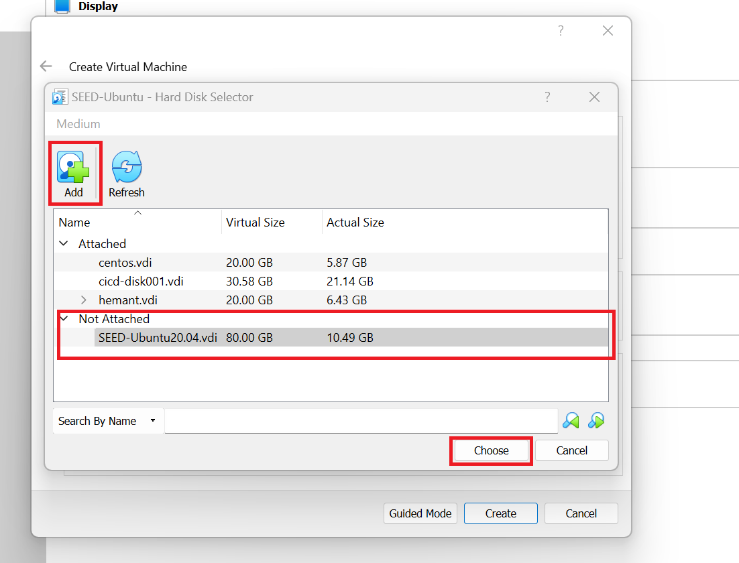 Display
?
Create Virtual Machine
SEED-Ubuntu - Hard Disk Selector ?
Medium
Add Refresh
Name Virtual Size Actual Size
Attached
centos.vdi 20.00 GB 5.87 GB
cicd-disk001.vdi 30.58 GB 21.14 GB
hemant.vdi 20.00 GB 6.43 GB
Not Attached
SEED-Ubuntu20.04.vdi 80.00 GB 10.49 GB
Search By Name
Choose Cancel
Guided Mode Create Cancel